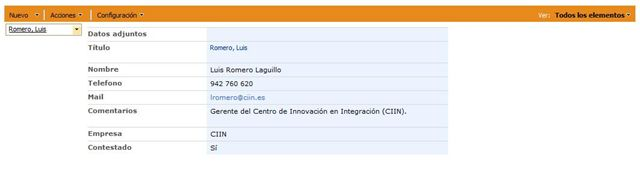 Nuevo Acciones Configuración Ver: Todos los elementos
Romero, Luis
Datos adjuntos
Título Romero, Luis
Nombre Luis Romero Laguillo
Telefono 942 760 620
Mail lromero@ciin.es
Comentarios Gerente del Centro de Innovación en Integración (CIIN).
Empresa CIIN
Contestado Sí